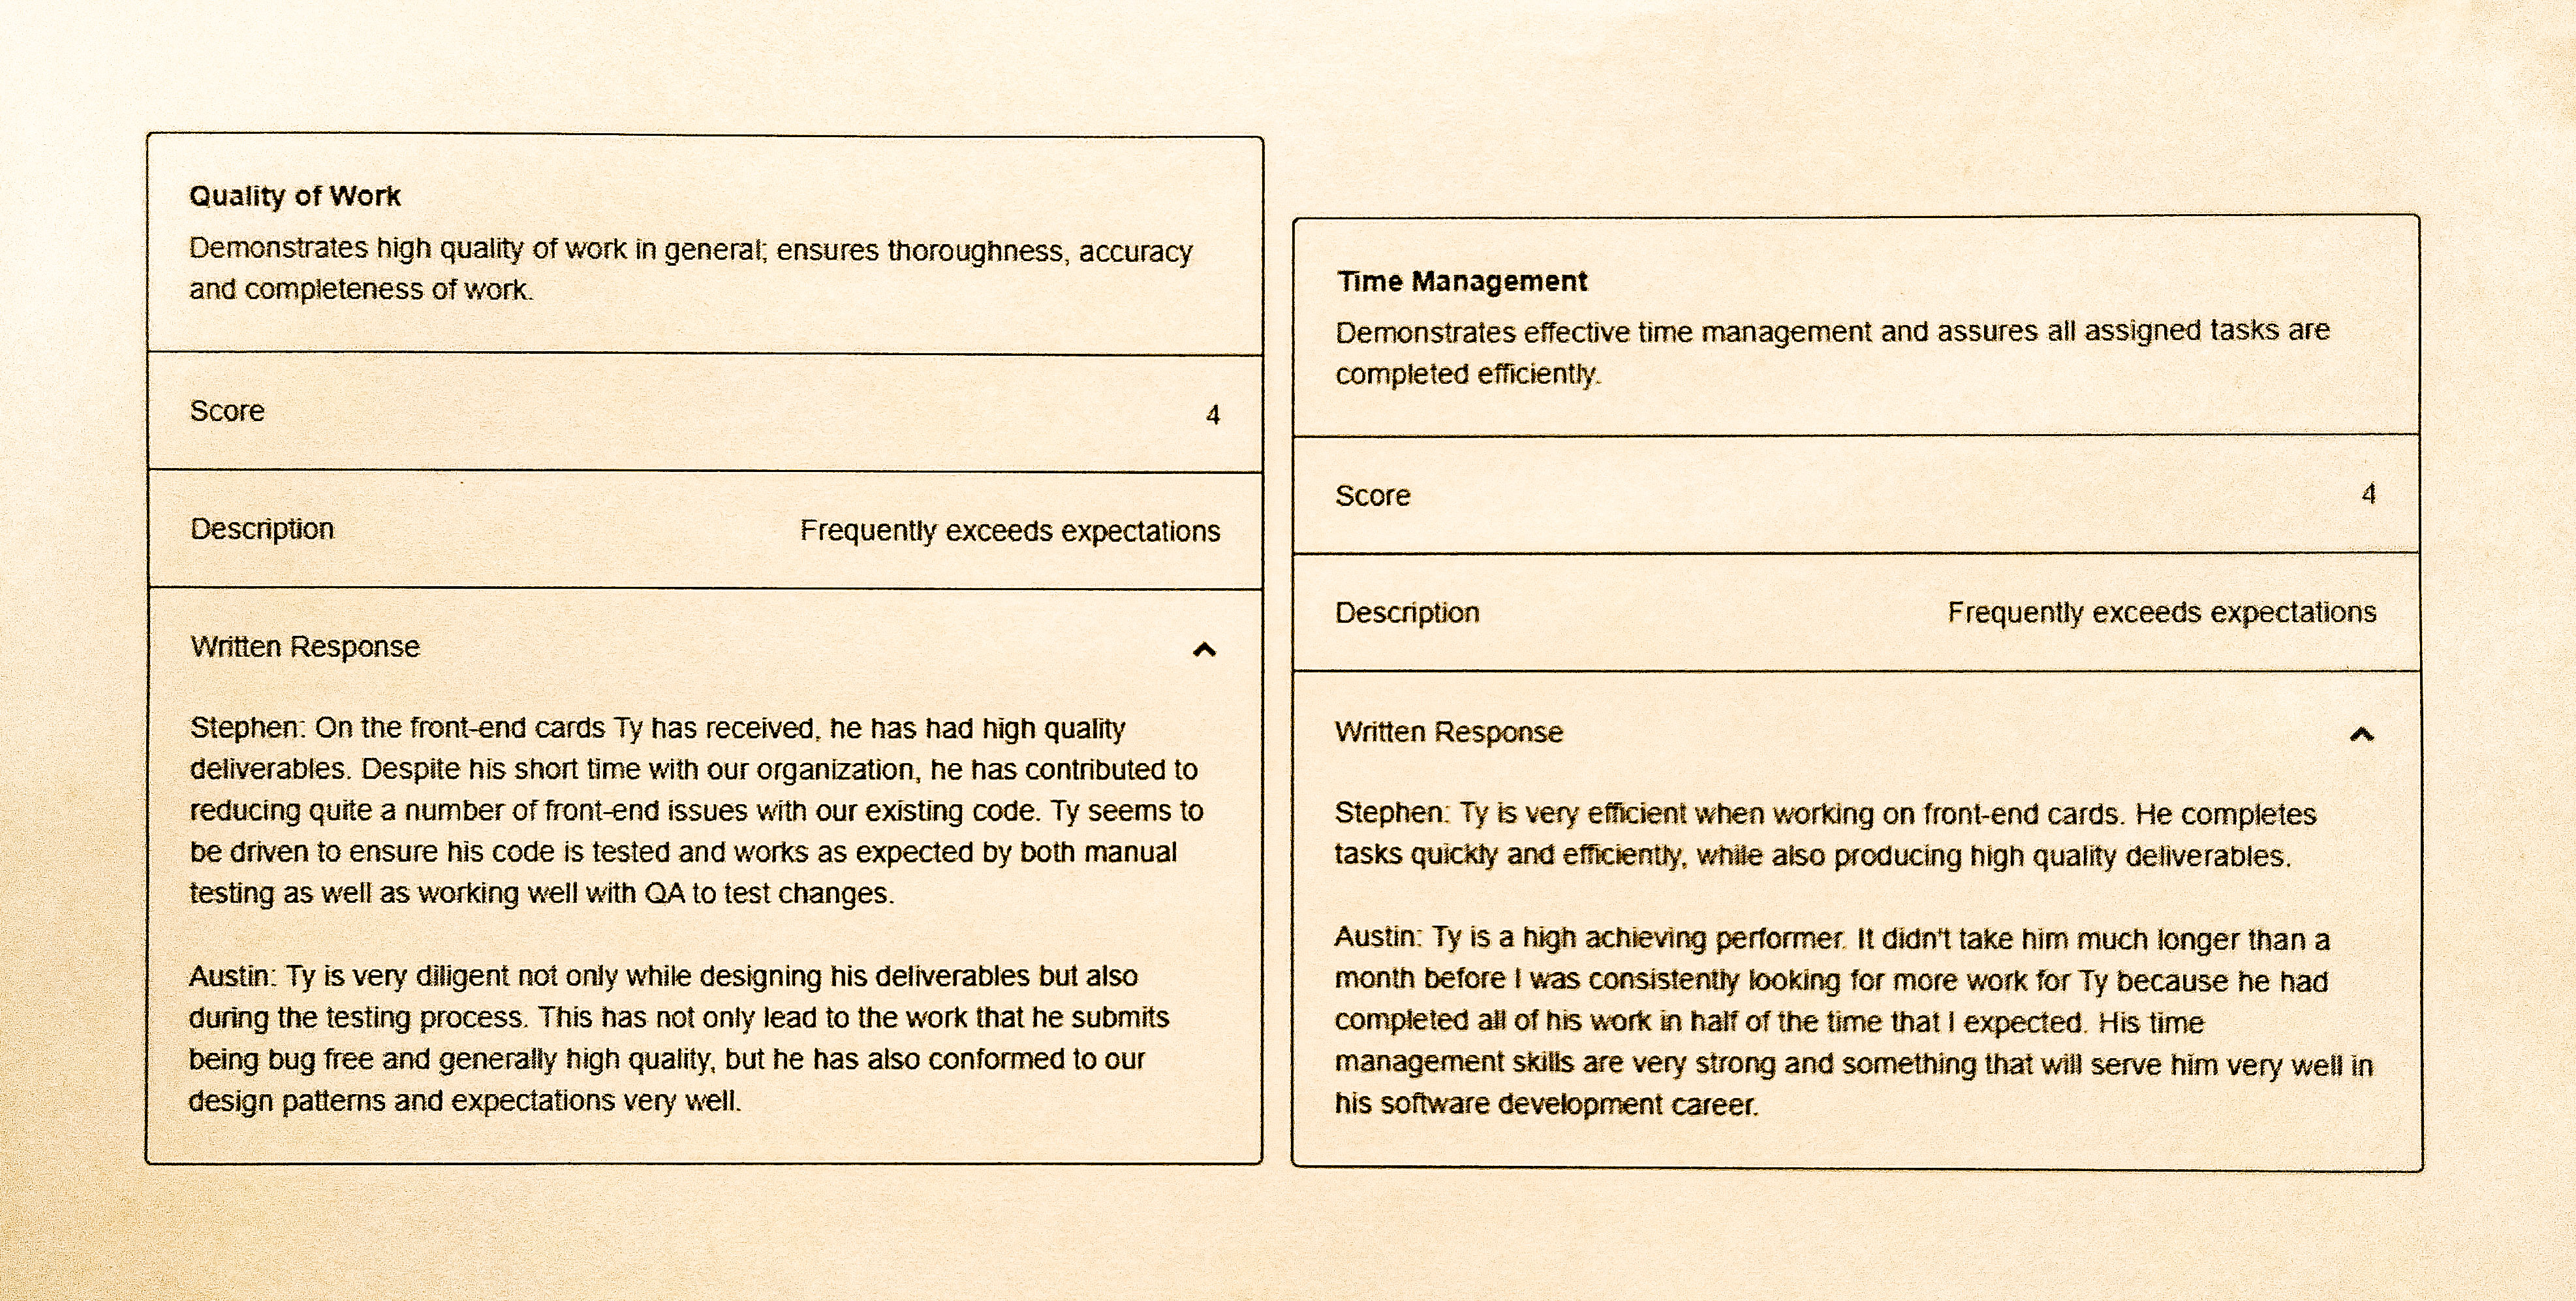 Quality of Work
Demonstrates high quality of work in general; ensures thoroughness, accuracy
and completeness of work.
Score 4
Description Frequently exceeds expectations
Written Response
Stephen: On the front-end cards Ty has received, he has had high quality
deliverables. Despite his short time with our organization, he has contributed to
reducing quite a number of front-end issues with our existing code. Ty seems to
be driven to ensure his code is tested and works as expected by both manual
testing as well as working well with QA to test changes.
Austin: Ty is very diligent not only while designing his deliverables but also
during the testing process. This has not only lead to the work that he submits
being bug free and generally high quality, but he has also conformed to our
design patterns and expectations very well.
Time Management
Demonstrates effective time management and assures all assigned tasks are
completed efficiently.
Score 4
Description Frequently exceeds expectations
Written Response
Stephen: Ty is very efficient when working on front-end cards. He completes
tasks quickly and efficiently, while also producing high quality deliverables.
Austin: Ty is a high achieving performer. It didn't take him much longer than a
month before I was consistently looking for more work for Ty because he had
completed all of his work in half of the time that I expected. His time
management skills are very strong and something that will serve him very well in
his software development career.